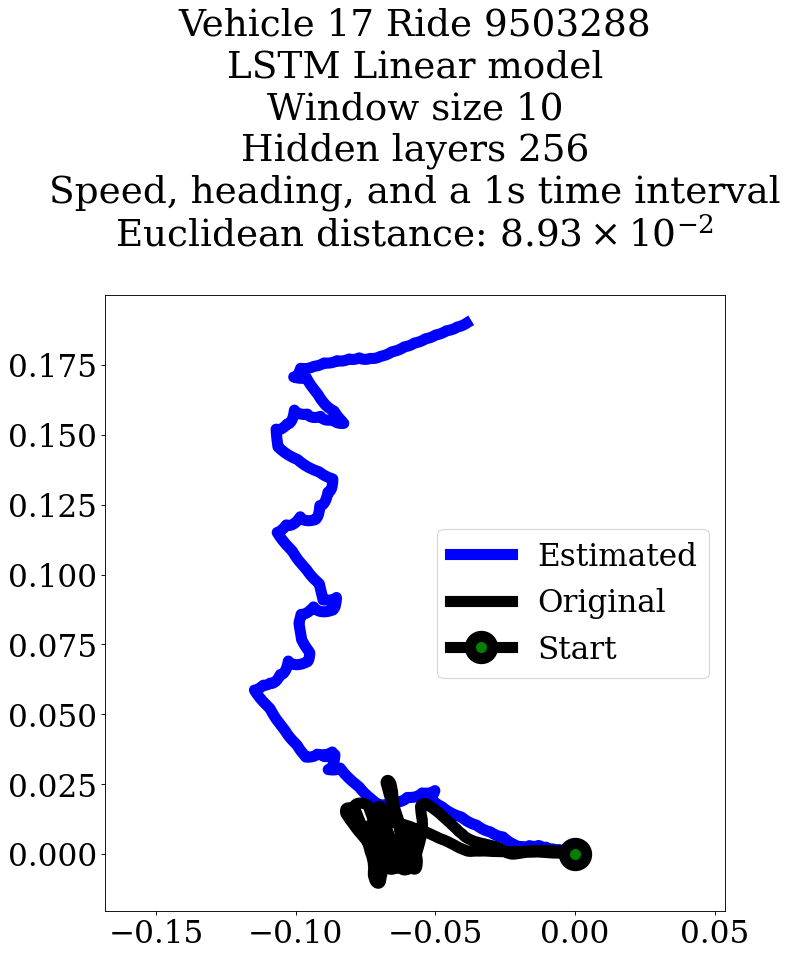 Vehicle 17 Ride 9503288
LSTM Linear model
Window size 10
Hidden layers 256
Speed, heading, and a 1s time interval
Euclidean distance: 8.93 × 10⁻²
0.175
0.150
0.125
0.100
0.075
0.050
0.025
0.000
Estimated
Original
Start
−0.15
−0.10
−0.05
0.00
0.05